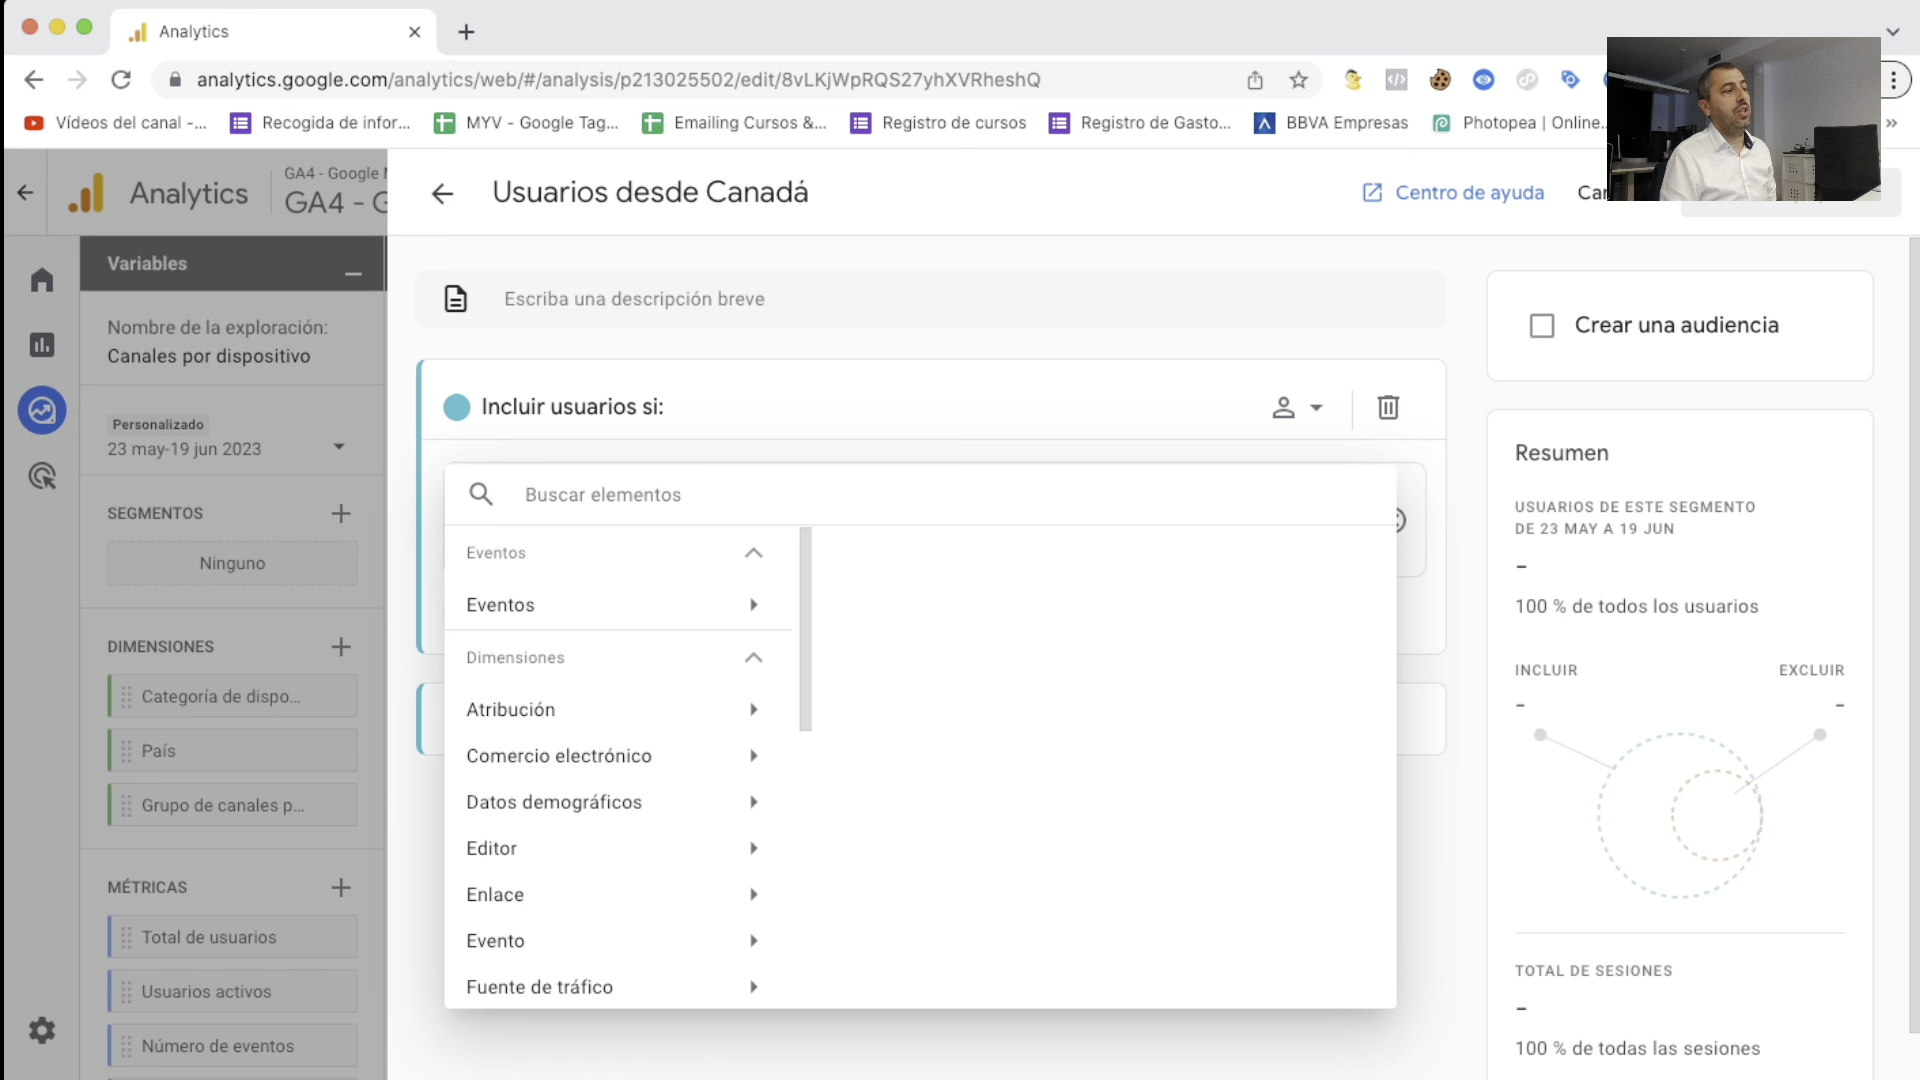 Analytics
analytics.google.com/analytics/web/#/analysis/p213025502/edit/8vLKjWpRQS27yhXVRheshQ
Vídeos del canal -...
Recogida de infor...
MYV - Google Tag...
Emailing Cursos &...
Registro de cursos
Registro de Gasto...
BBVA Empresas
Photopea | Online...
Analytics
GA4 - Google
GA4 - G
Usuarios desde Canadá
Centro de ayuda
Variables
Nombre de la exploración:
Canales por dispositivo
Personalizado
23 may-19 jun 2023
SEGMENTOS
Ninguno
DIMENSIONES
Categoría de dispo...
País
Grupo de canales p...
MÉTRICAS
Total de usuarios
Usuarios activos
Número de eventos
Escriba una descripción breve
Incluir usuarios si:
Buscar elementos
Eventos
Eventos
Dimensiones
Atribución
Comercio electrónico
Datos demográficos
Editor
Enlace
Evento
Fuente de tráfico
Crear una audiencia
Resumen
USUARIOS DE ESTE SEGMENTO
DE 23 MAY A 19 JUN
-
100 % de todos los usuarios
INCLUIR EXCLUIR
- -
TOTAL DE SESIONES
-
100 % de todas las sesiones